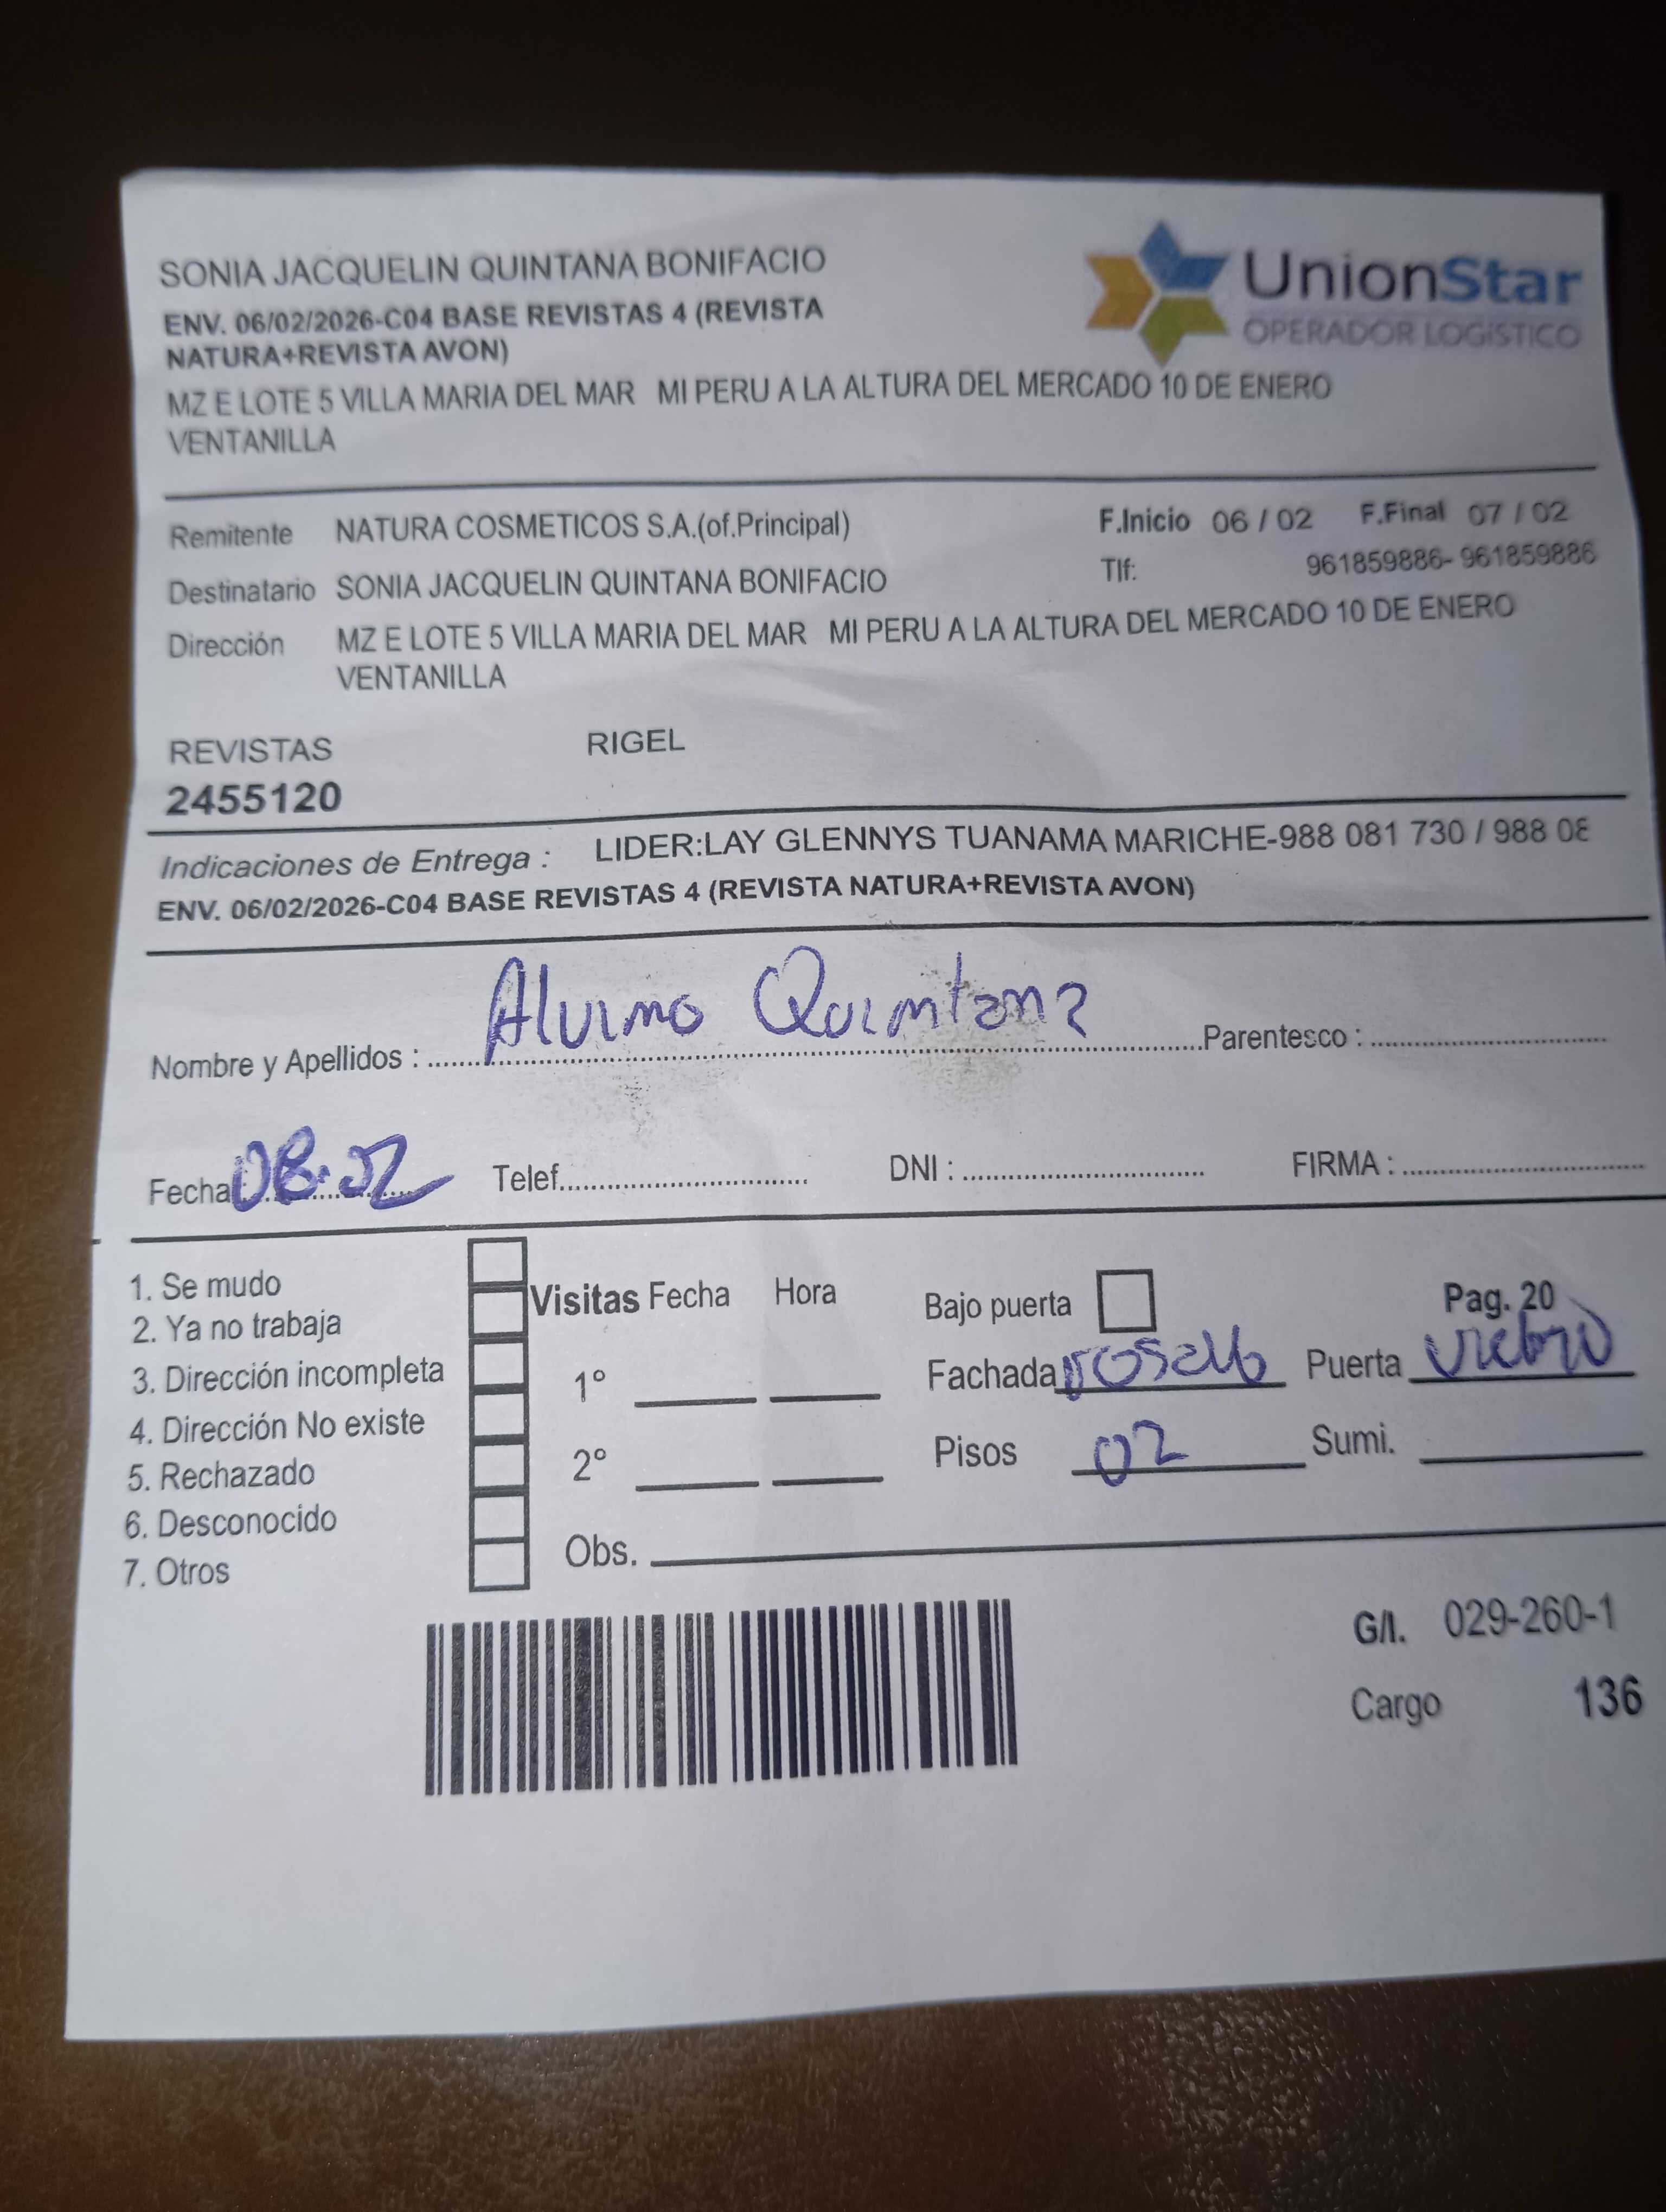 SONIA JACQUELIN QUINTANA BONIFACIO
ENV. 06/02/2026-C04 BASE REVISTAS 4 (REVISTA
NATURA+REVISTA AVON)
MZ E LOTE 5 VILLA MARIA DEL MAR MI PERU A LA ALTURA DEL MERCADO 10 DE ENERO
VENTANILLA
UnionStar
OPERADOR LOGÍSTICO
Remitente NATURA COSMETICOS S.A.(of.Principal) F.Inicio 06 / 02 F.Final 07 / 02
Destinatario SONIA JACQUELIN QUINTANA BONIFACIO Tlf: 961859886- 961859886
Dirección MZ E LOTE 5 VILLA MARIA DEL MAR MI PERU A LA ALTURA DEL MERCADO 10 DE ENERO
VENTANILLA
REVISTAS RIGEL
2455120
Indicaciones de Entrega : LIDER:LAY GLENNYS TUANAMA MARICHE-988 081 730 / 988 08
ENV. 06/02/2026-C04 BASE REVISTAS 4 (REVISTA NATURA+REVISTA AVON)
Nombre y Apellidos : Alvino Quintana Parentesco :
Fecha 08.02 Telef. DNI : FIRMA :
1. Se mudo
2. Ya no trabaja
3. Dirección incompleta
4. Dirección No existe
5. Rechazado
6. Desconocido
7. Otros
Visitas Fecha Hora
1°
2°
Obs.
Bajo puerta Pag. 20
Fachada Puerta
Pisos 02 Sumi.
G/I. 029-260-1
Cargo 136